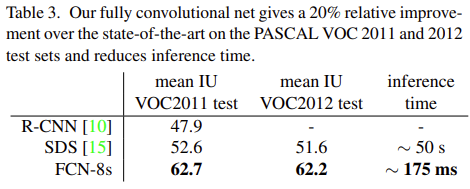 Table 3. Our fully convolutional net gives a 20% relative improve-
ment over the state-of-the-art on the PASCAL VOC 2011 and 2012
test sets and reduces inference time.
mean IU mean IU inference
VOC2011 test VOC2012 test time
R-CNN [10] 47.9 - -
SDS [15] 52.6 51.6 ∼ 50 s
FCN-8s 62.7 62.2 ∼ 175 ms